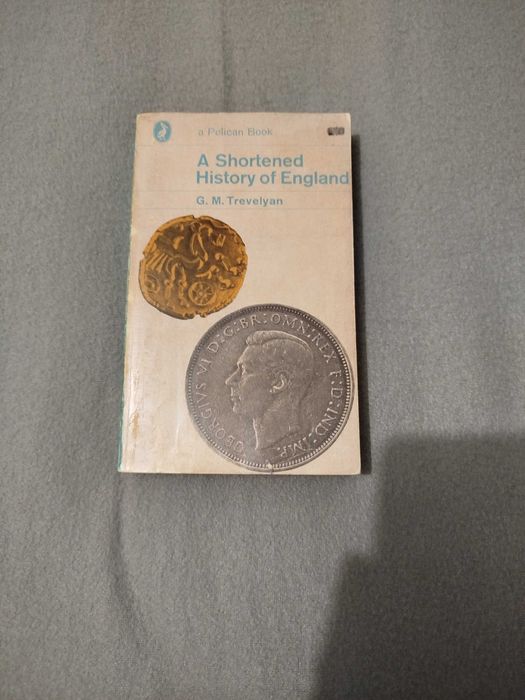 a Pelican Book
A Shortened
History of England
G. M. Trevelyan
GEORGIVS VI D:G:BR:OMN:REX F:D:IND:IMP.